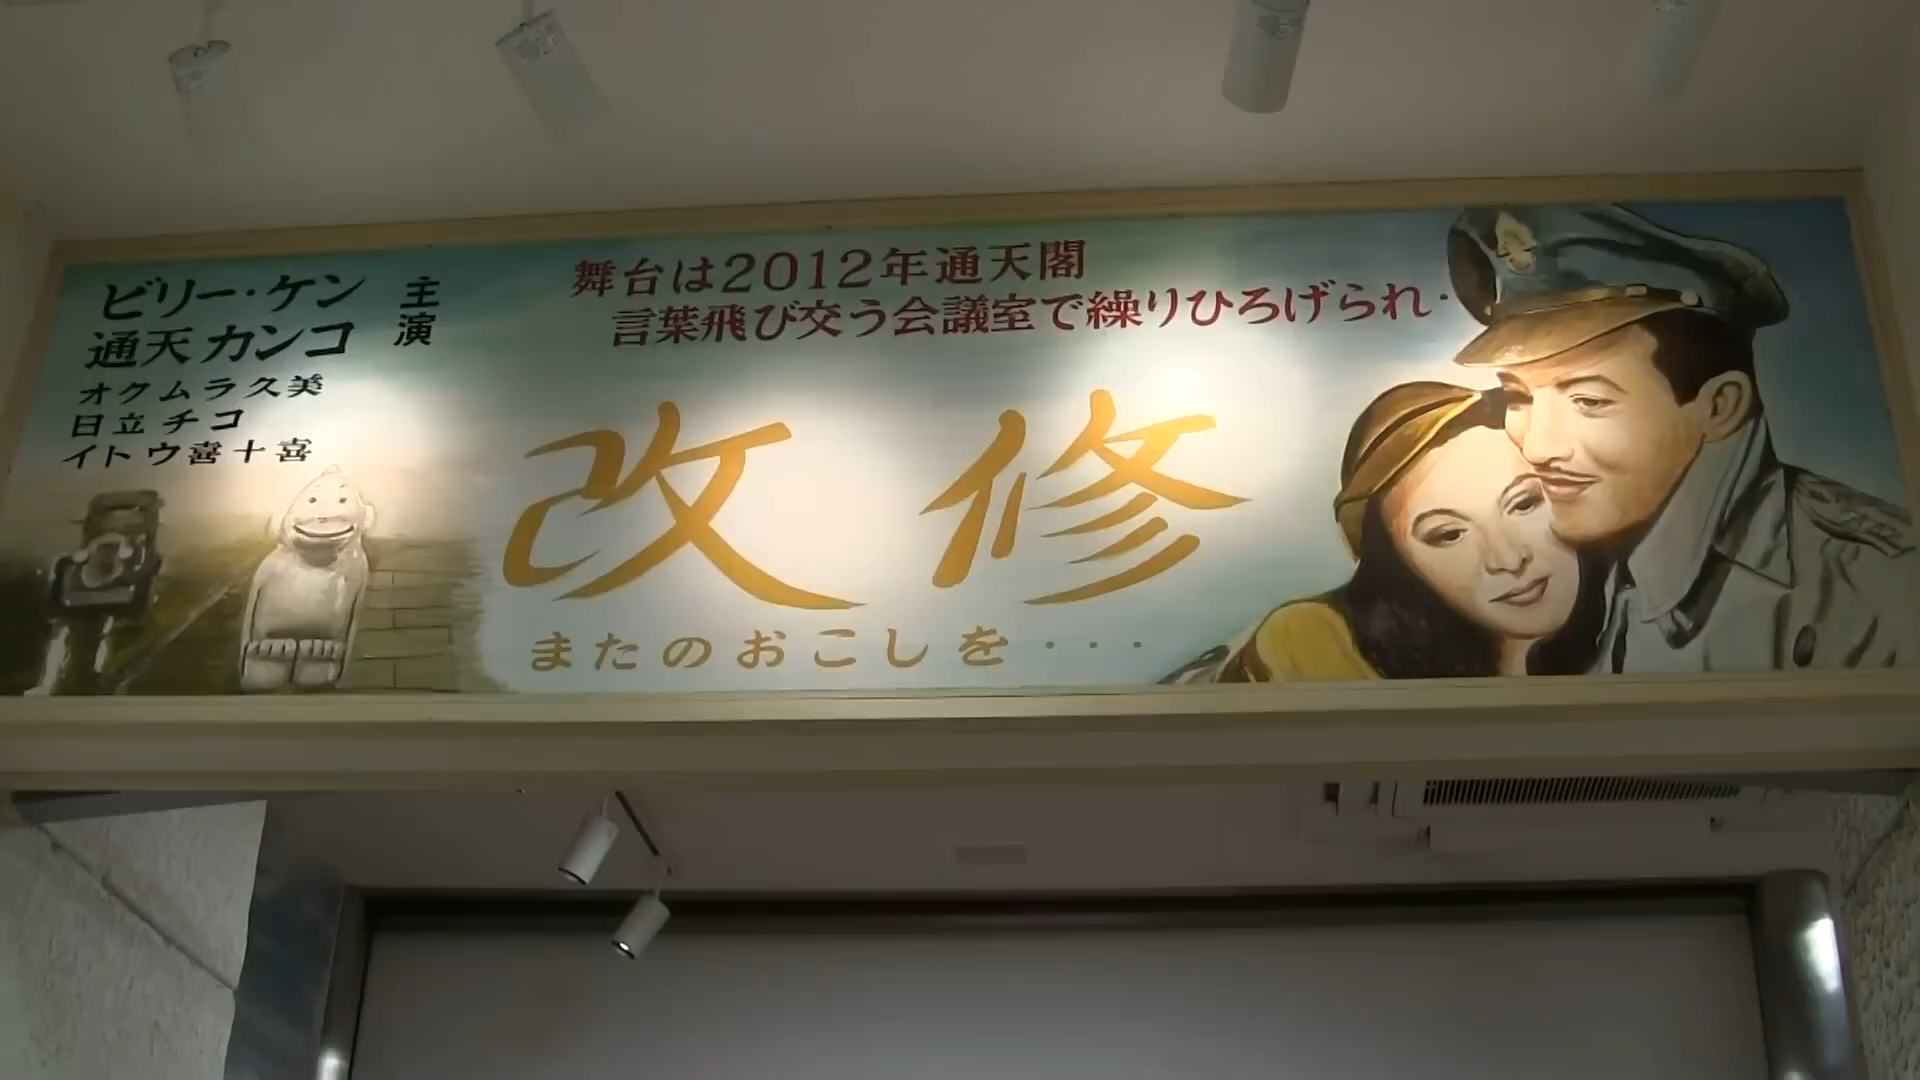 舞台は2012年通天閣
言葉飛び交う会議室で繰りひろげられ・
主演
ビリー・ケン
通天カンコ
オクムラ久美
日立チコ
イトウ喜十喜
改修
またのおこしを・・・